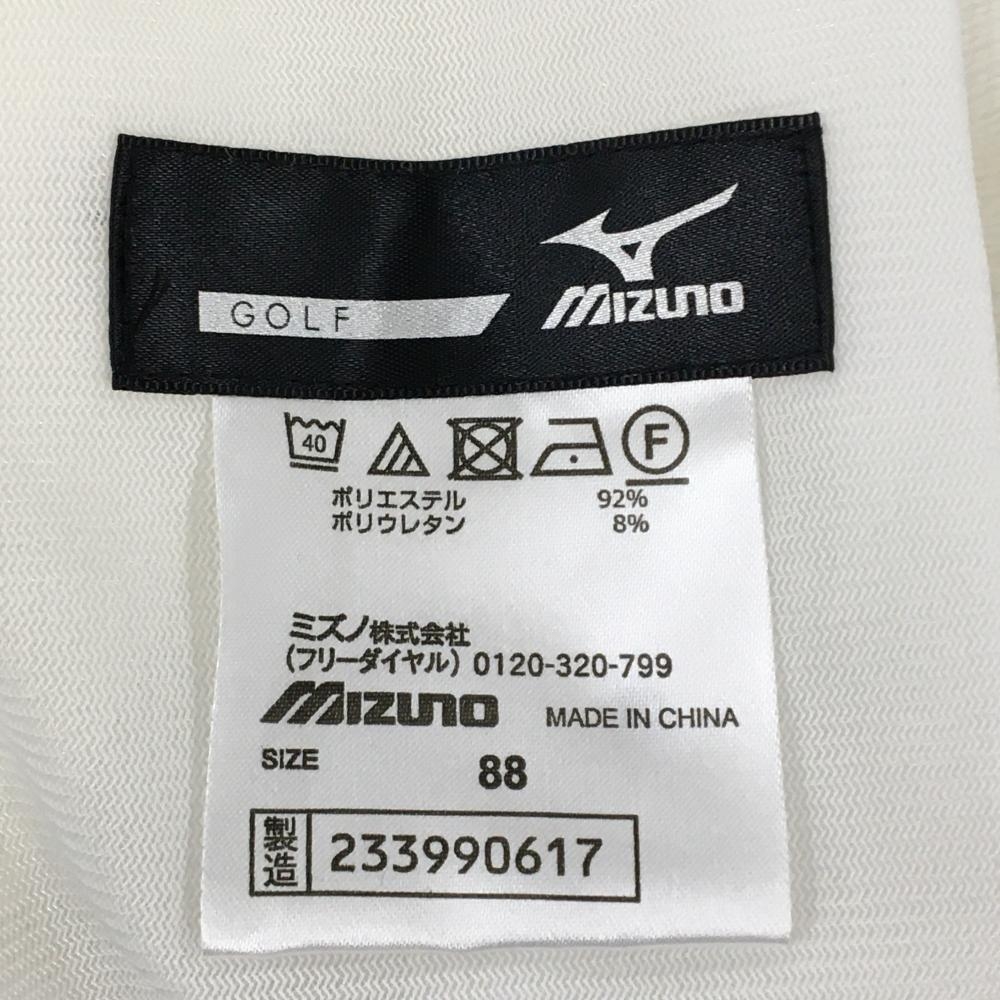 GOLF
MIZUNO
40
F
ポリエステル 92%
ポリウレタン 8%
ミズノ株式会社
(フリーダイヤル) 0120-320-799
MIZUNO MADE IN CHINA
SIZE 88
製造 233990617